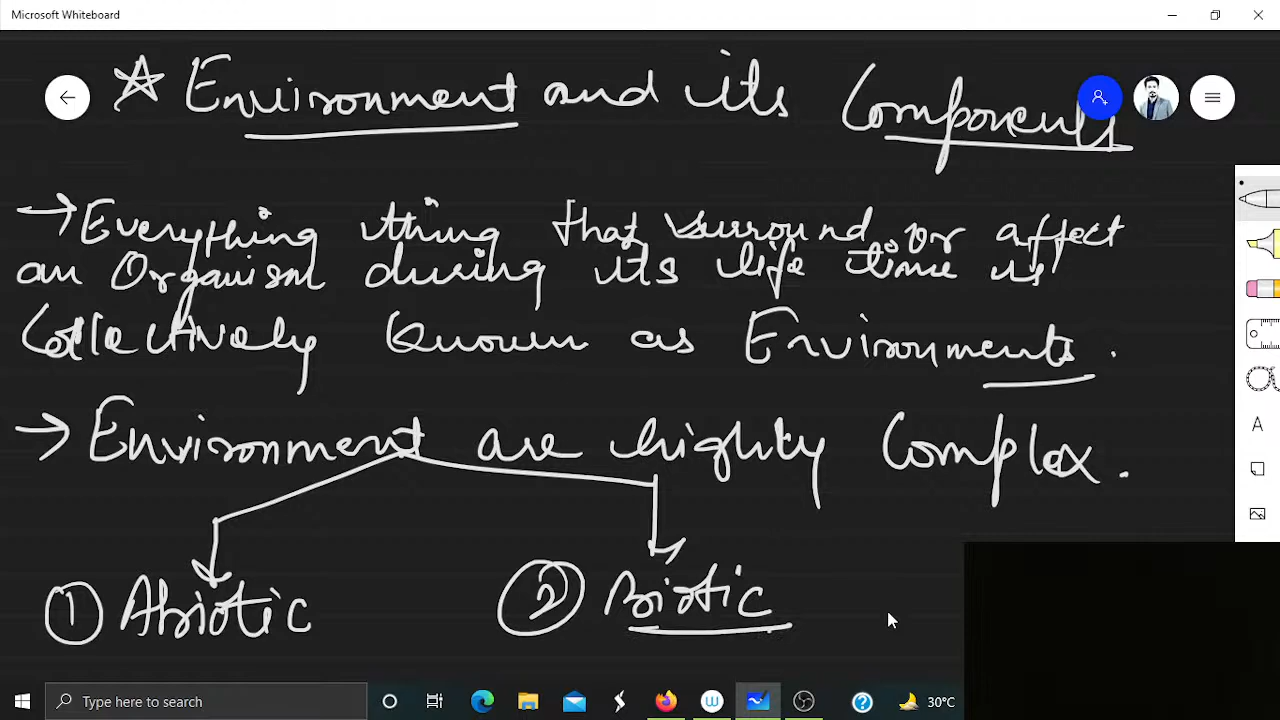 Microsoft Whiteboard
☆ Environment and its Components
→ Everything thing that surround or affect
an Organism during its life time is
Collectively known as Environments.
→ Environment are highly Complex.
① Abiotic ② Biotic
A
Type here to search
30°C